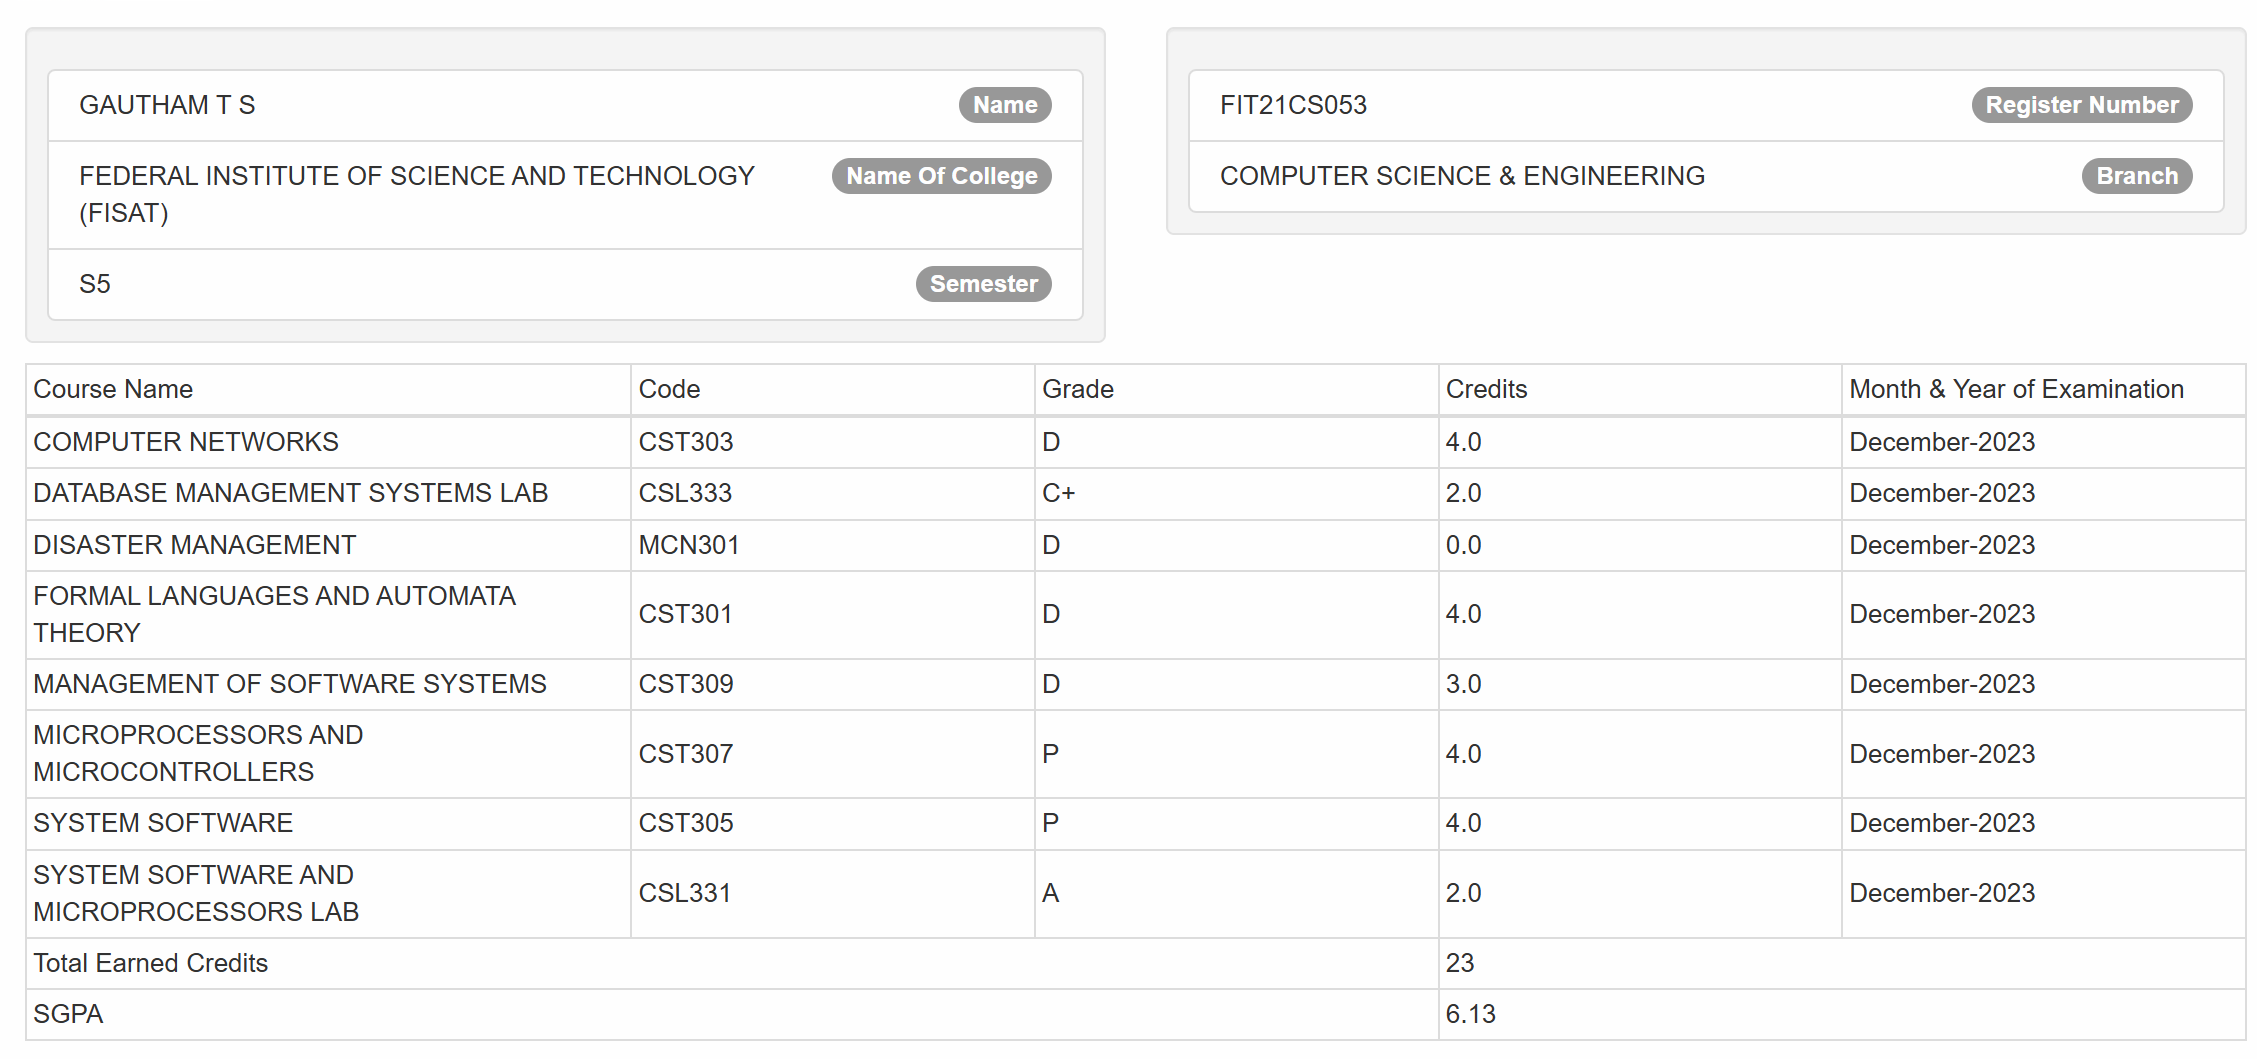 GAUTHAM T S Name
FEDERAL INSTITUTE OF SCIENCE AND TECHNOLOGY Name Of College
(FISAT)
S5 Semester
FIT21CS053 Register Number
COMPUTER SCIENCE & ENGINEERING Branch
Course Name Code Grade Credits Month & Year of Examination
COMPUTER NETWORKS CST303 D 4.0 December-2023
DATABASE MANAGEMENT SYSTEMS LAB CSL333 C+ 2.0 December-2023
DISASTER MANAGEMENT MCN301 D 0.0 December-2023
FORMAL LANGUAGES AND AUTOMATA
THEORY CST301 D 4.0 December-2023
MANAGEMENT OF SOFTWARE SYSTEMS CST309 D 3.0 December-2023
MICROPROCESSORS AND
MICROCONTROLLERS CST307 P 4.0 December-2023
SYSTEM SOFTWARE CST305 P 4.0 December-2023
SYSTEM SOFTWARE AND
MICROPROCESSORS LAB CSL331 A 2.0 December-2023
Total Earned Credits 23
SGPA 6.13